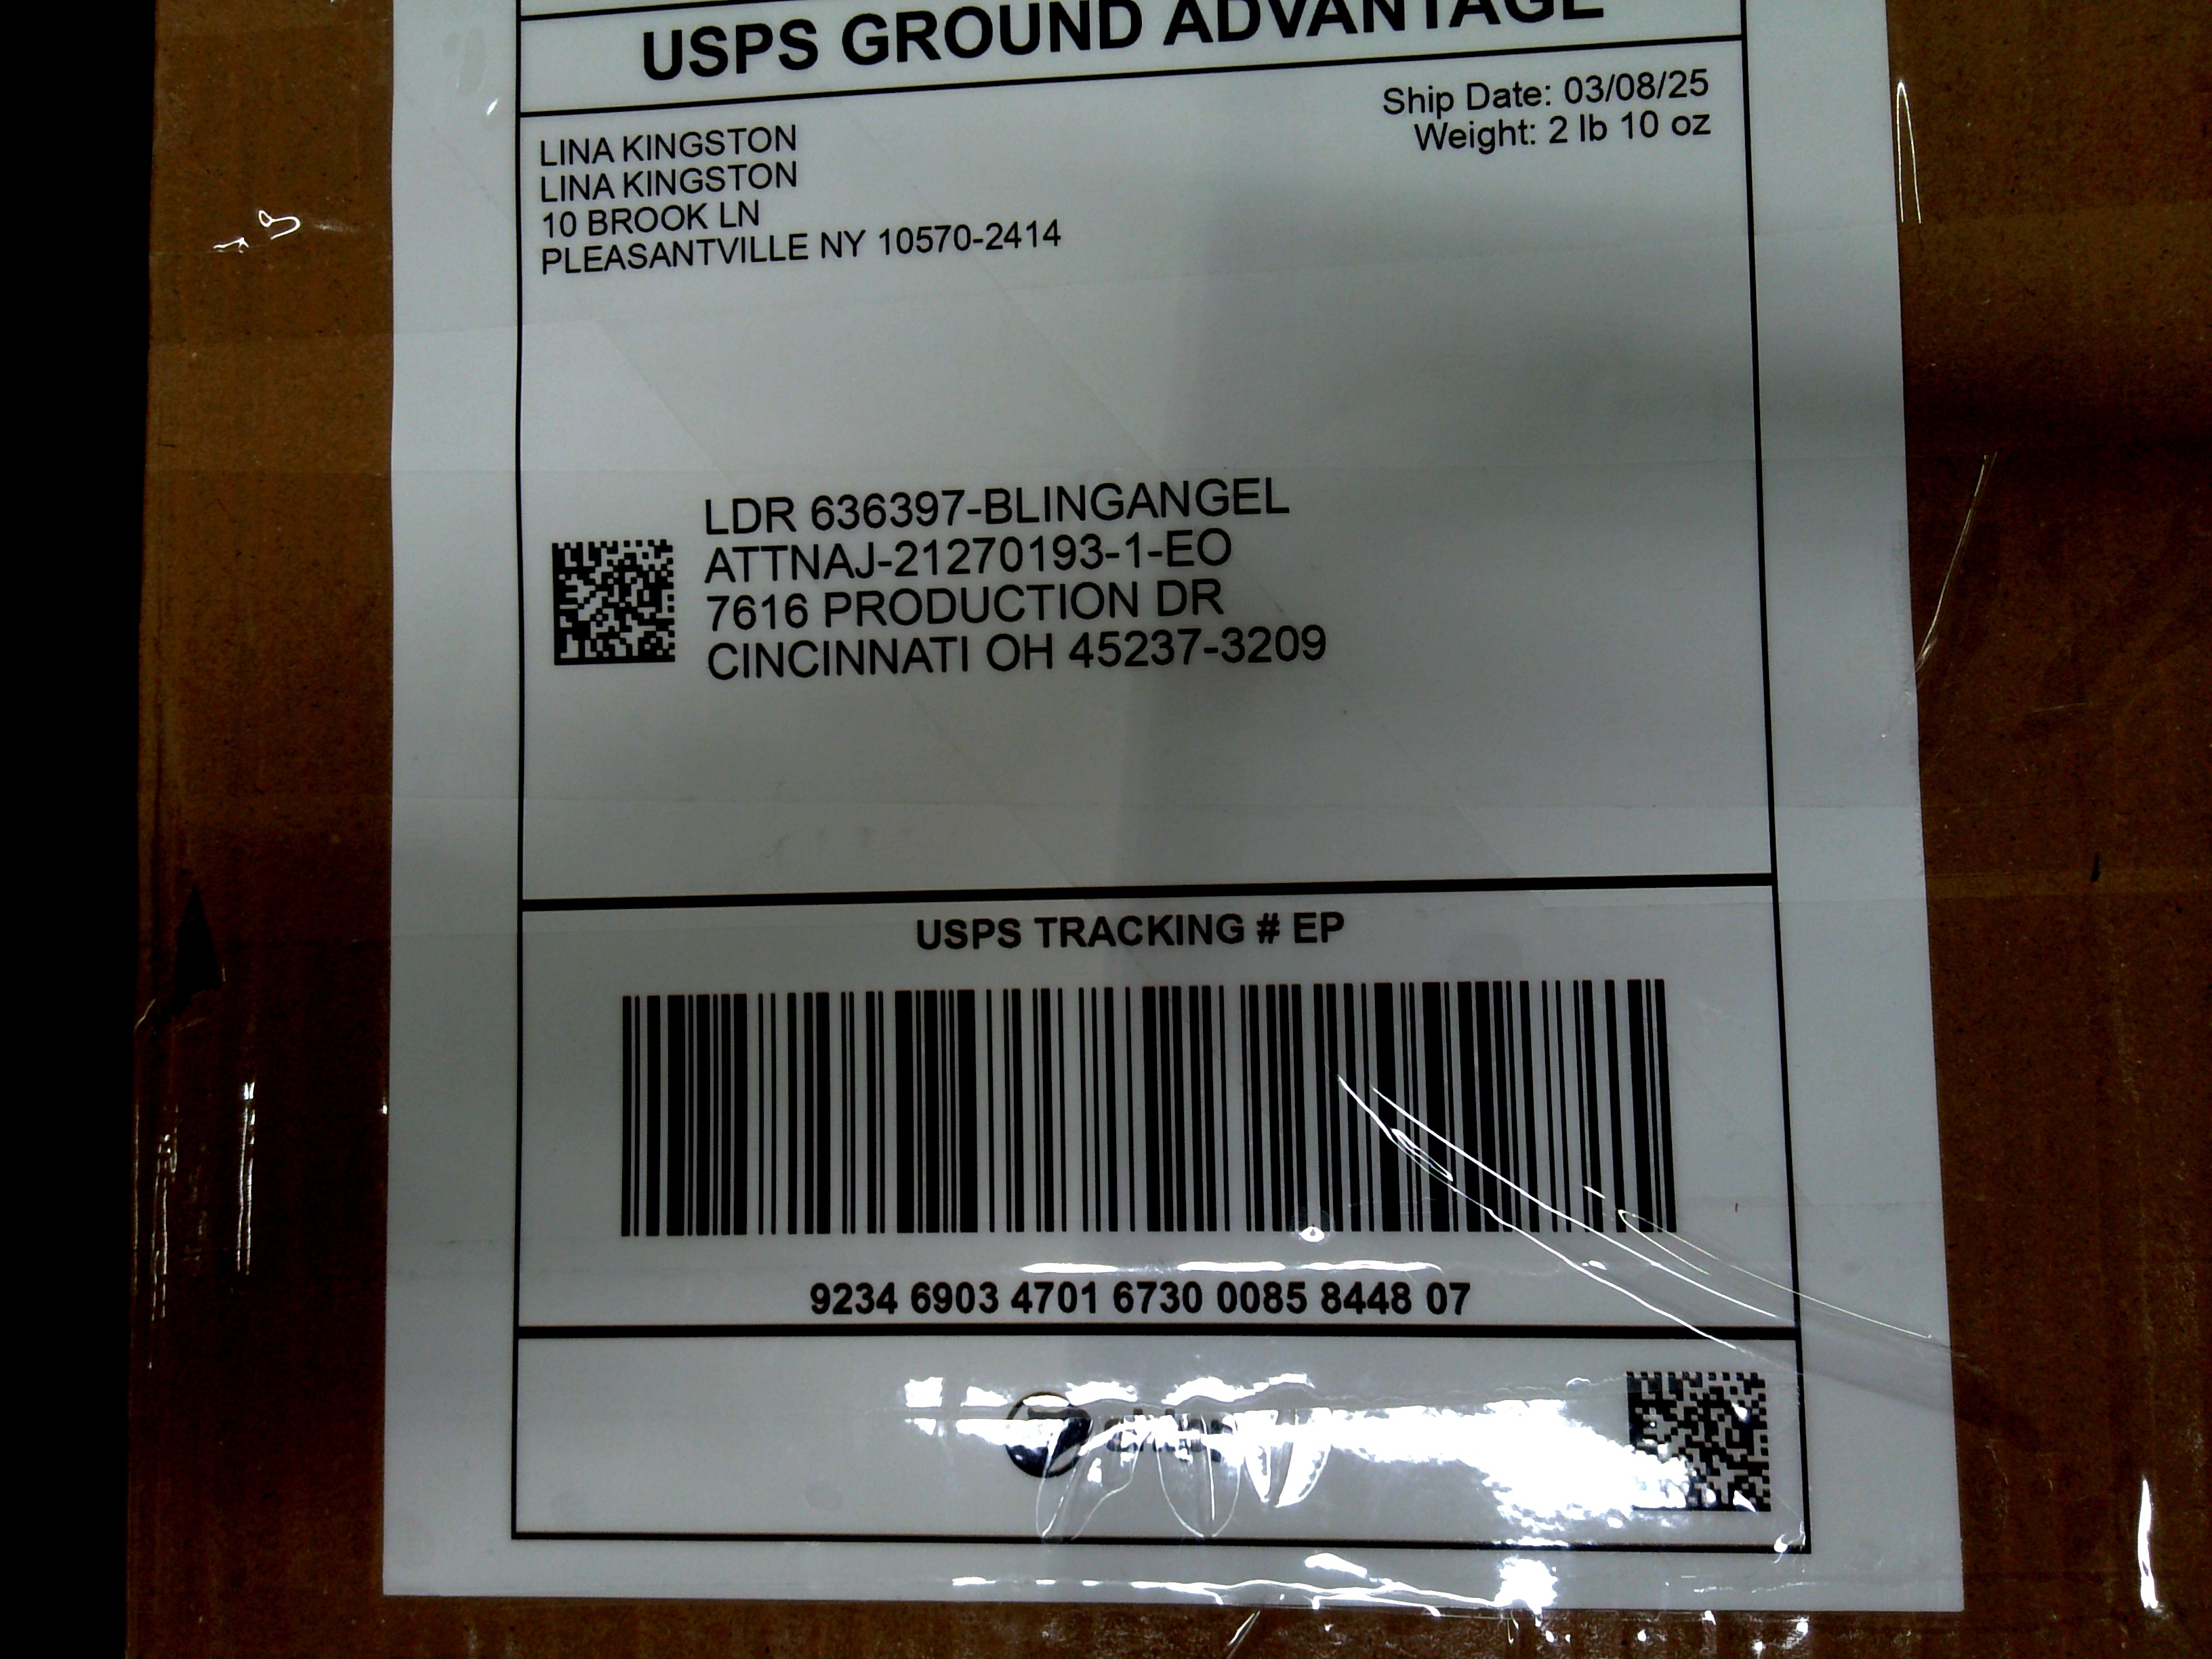 USPS GROUND ADVANTAGE
Ship Date: 03/08/25
Weight: 2 lb 10 oz
LINA KINGSTON
LINA KINGSTON
10 BROOK LN
PLEASANTVILLE NY 10570-2414
LDR 636397-BLINGANGEL
ATTNAJ-21270193-1-EO
7616 PRODUCTION DR
CINCINNATI OH 45237-3209
USPS TRACKING # EP
9234 6903 4701 6730 0085 8448 07